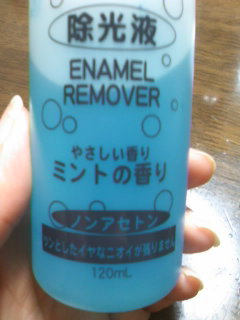 除光液
ENAMEL
REMOVER
やさしい香り
ミントの香り
ノンアセトン
ツンとしたイヤなニオイが残りません
120mL